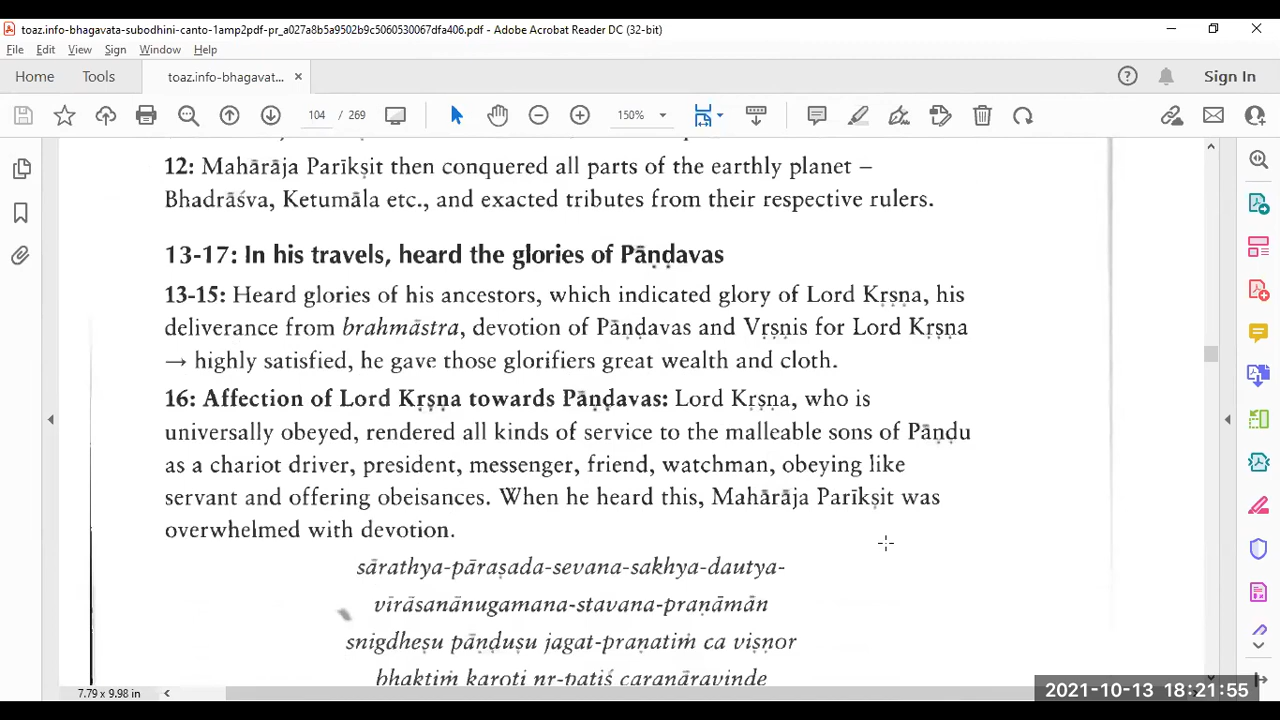 toaz.info-bhagavata-subodhini-canto-1amp2pdf-pr_a027a8b5a9502b9c5060530067dfa406.pdf - Adobe Acrobat Reader DC (32-bit)
File Edit View Sign Window Help
Home Tools toaz.info-bhagavat... × Sign In
104 / 269 150%
12: Mahārāja Parīkṣit then conquered all parts of the earthly planet –
Bhadrāśva, Ketumāla etc., and exacted tributes from their respective rulers.
13-17: In his travels, heard the glories of Pāṇḍavas
13-15: Heard glories of his ancestors, which indicated glory of Lord Kṛṣṇa, his
deliverance from brahmāstra, devotion of Pāṇḍavas and Vṛṣṇis for Lord Kṛṣṇa
→ highly satisfied, he gave those glorifiers great wealth and cloth.
16: Affection of Lord Kṛṣṇa towards Pāṇḍavas: Lord Kṛṣṇa, who is
universally obeyed, rendered all kinds of service to the malleable sons of Pāṇḍu
as a chariot driver, president, messenger, friend, watchman, obeying like
servant and offering obeisances. When he heard this, Mahārāja Parīkṣit was
overwhelmed with devotion.
sārathya-pāraṣada-sevana-sakhya-dautya-
vīrāsanānugamana-stavana-praṇāmān
snigdheṣu pāṇḍuṣu jagat-praṇatiṁ ca viṣṇor
bhaktiṁ karoti nṛ-patiś caraṇāravinde
7.79 x 9.98 in
2021-10-13 18:21:55